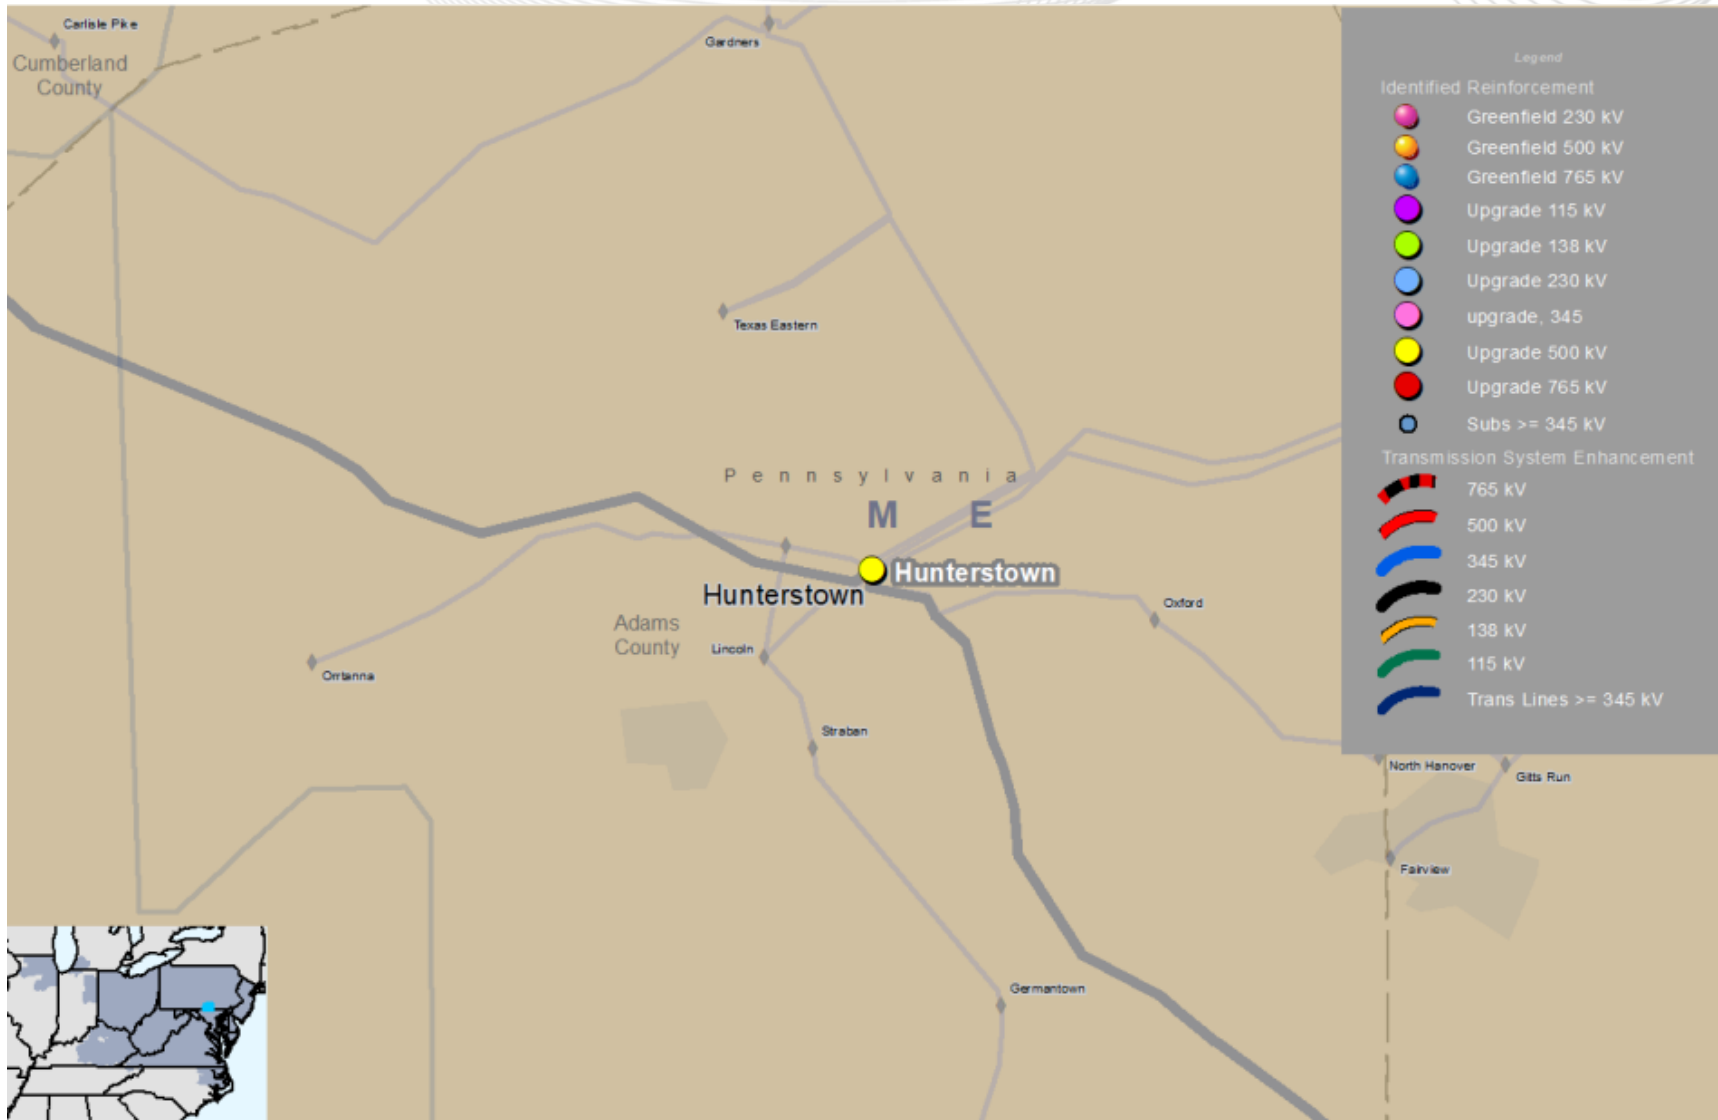 Carlisle Pike
Cumberland
County
Gardners
Texas Eastern
Pennsylvania
M E
Hunterstown
Hunterstown
Adams
County
Lincoln
Orrtanna
Straban
Oxford
North Hanover
Gitts Run
Fairview
Germantown
Legend
Identified Reinforcement
Greenfield 230 kV
Greenfield 500 kV
Greenfield 765 kV
Upgrade 115 kV
Upgrade 138 kV
Upgrade 230 kV
upgrade, 345
Upgrade 500 kV
Upgrade 765 kV
Subs >= 345 kV
Transmission System Enhancement
765 kV
500 kV
345 kV
230 kV
138 kV
115 kV
Trans Lines >= 345 kV